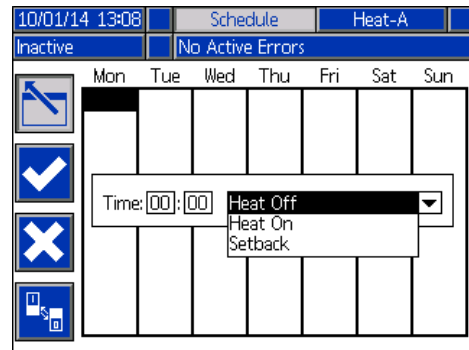 10/01/14 13:08 Schedule Heat-A
Inactive No Active Errors
Mon Tue Wed Thu Fri Sat Sun
Time: 00 : 00 Heat Off
Heat On
Setback